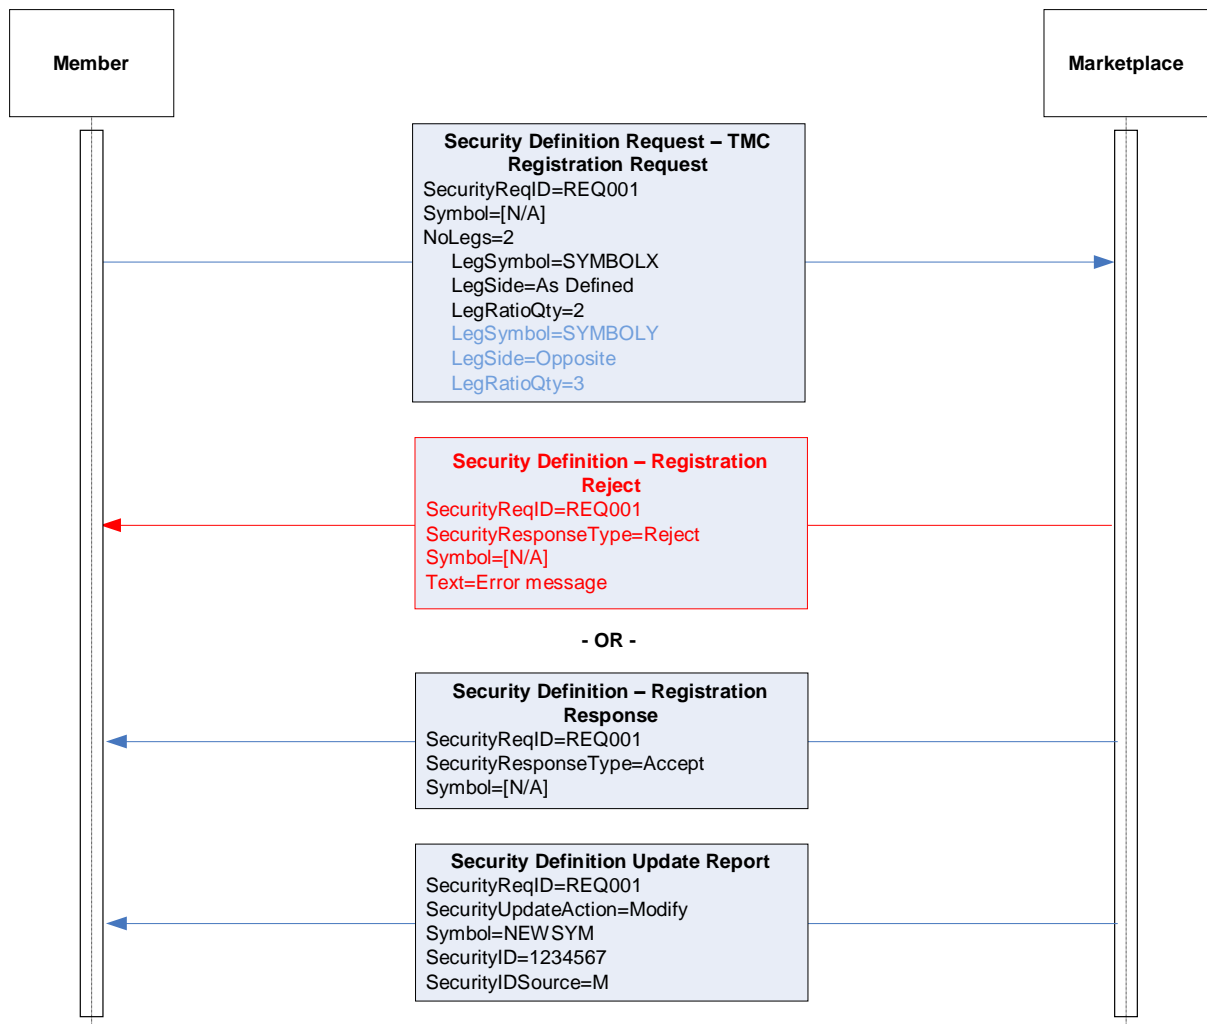 Member
Marketplace
Security Definition Request – TMC
Registration Request
SecurityReqID=REQ001
Symbol=[N/A]
NoLegs=2
LegSymbol=SYMBOLX
LegSide=As Defined
LegRatioQty=2
LegSymbol=SYMBOLY
LegSide=Opposite
LegRatioQty=3
Security Definition – Registration
Reject
SecurityReqID=REQ001
SecurityResponseType=Reject
Symbol=[N/A]
Text=Error message
- OR -
Security Definition – Registration
Response
SecurityReqID=REQ001
SecurityResponseType=Accept
Symbol=[N/A]
Security Definition Update Report
SecurityReqID=REQ001
SecurityUpdateAction=Modify
Symbol=NEWSYM
SecurityID=1234567
SecurityIDSource=M